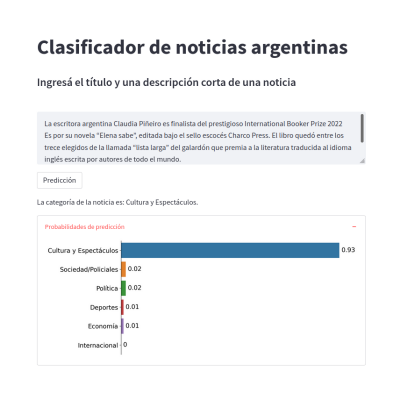 Clasificador de noticias argentinas
Ingresá el título y una descripción corta de una noticia
La escritora argentina Claudia Piñeiro es finalista del prestigioso International Booker Prize 2022
Es por su novela "Elena sabe", editada bajo el sello escocés Charco Press. El libro quedó entre los
trece elegidos de la llamada "lista larga" del galardón que premia a la literatura traducida al idioma
inglés escrita por autores de todo el mundo.
Predicción
La categoría de la noticia es: Cultura y Espectáculos.
Probabilidades de predicción
Cultura y Espectáculos 0.93
Sociedad/Policiales 0.02
Política 0.02
Deportes 0.01
Economía 0.01
Internacional 0